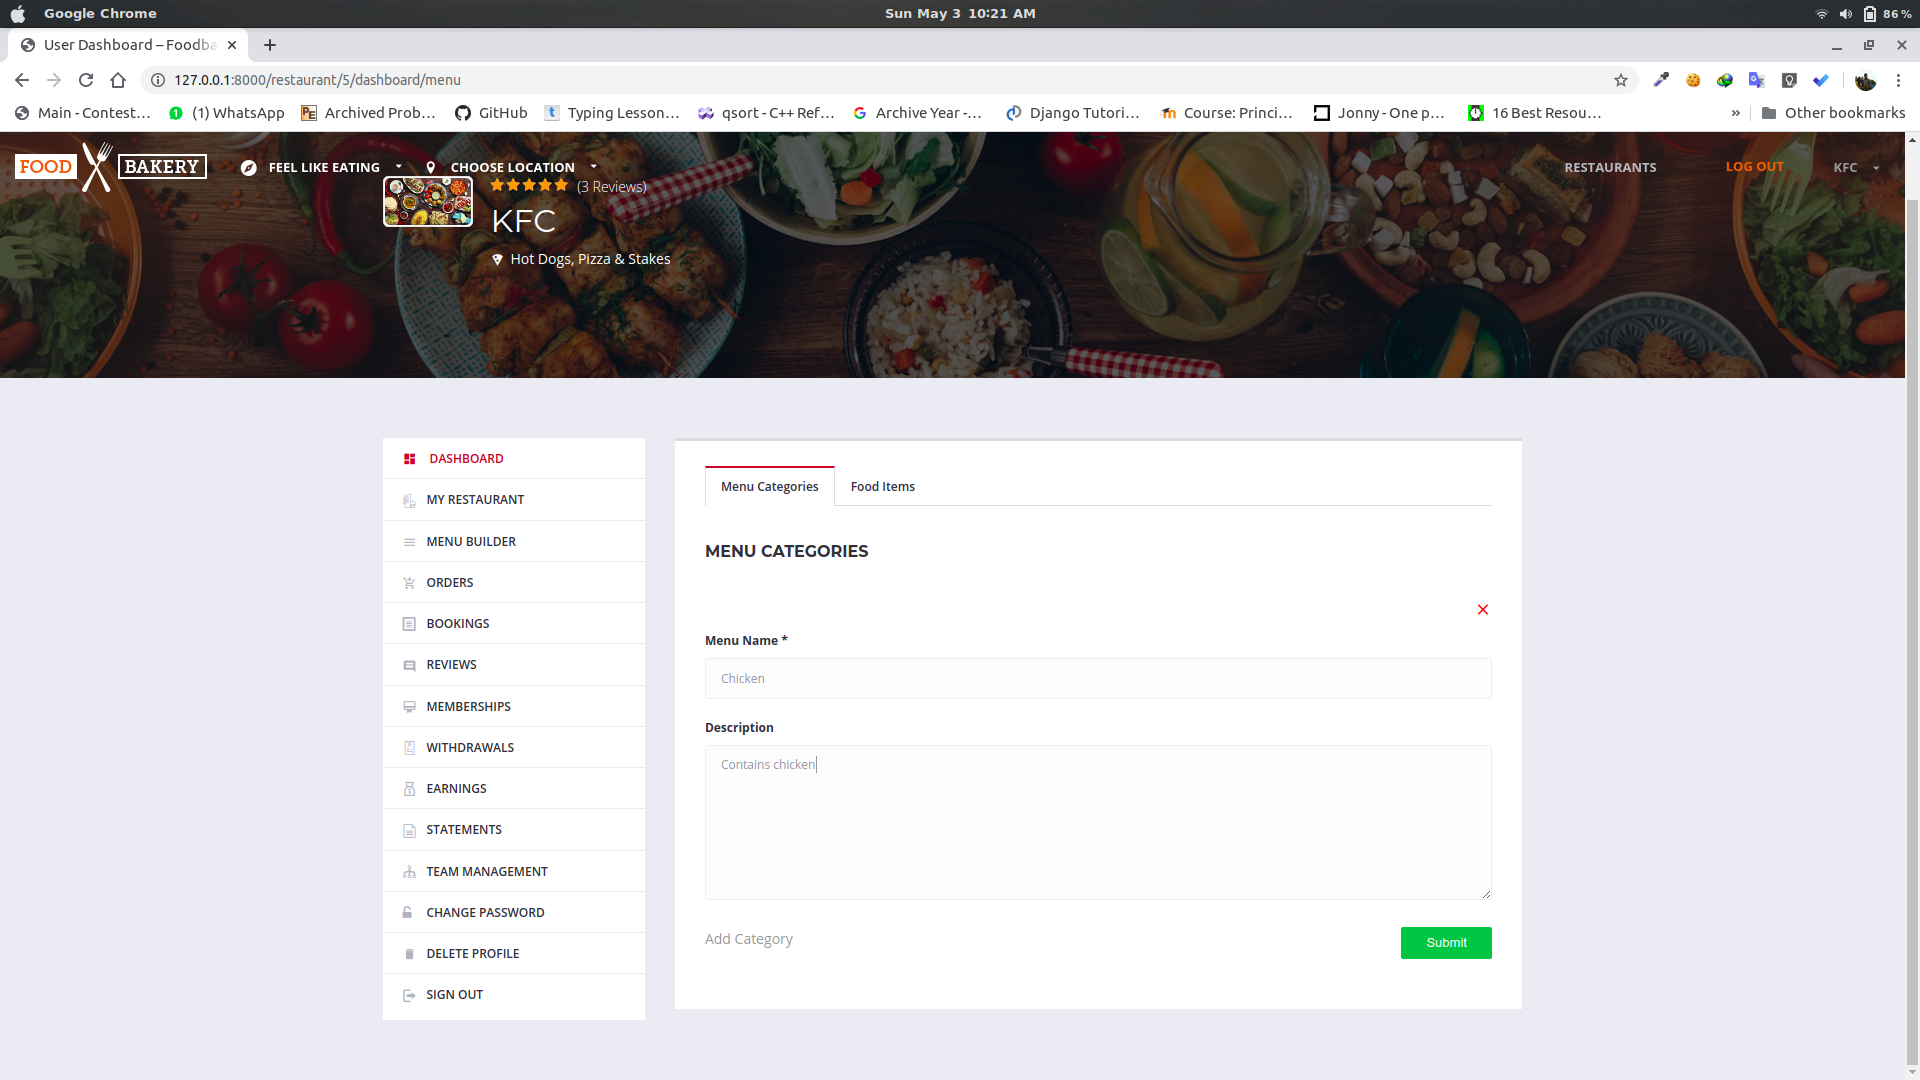 Google Chrome
Sun May 3 10:21 AM
86 %
User Dashboard – Foodba
127.0.0.1:8000/restaurant/5/dashboard/menu
Main - Contest...
(1) WhatsApp
Archived Prob...
GitHub
Typing Lesson...
qsort - C++ Ref...
Archive Year -...
Django Tutori...
Course: Princi...
Jonny - One p...
16 Best Resou...
»
Other bookmarks
FOOD BAKERY
FEEL LIKE EATING
CHOOSE LOCATION
RESTAURANTS
LOG OUT
KFC
(3 Reviews)
KFC
Hot Dogs, Pizza & Stakes
DASHBOARD
MY RESTAURANT
MENU BUILDER
ORDERS
BOOKINGS
REVIEWS
MEMBERSHIPS
WITHDRAWALS
EARNINGS
STATEMENTS
TEAM MANAGEMENT
CHANGE PASSWORD
DELETE PROFILE
SIGN OUT
Menu Categories
Food Items
MENU CATEGORIES
Menu Name *
Chicken
Description
Contains chicken
Add Category
Submit